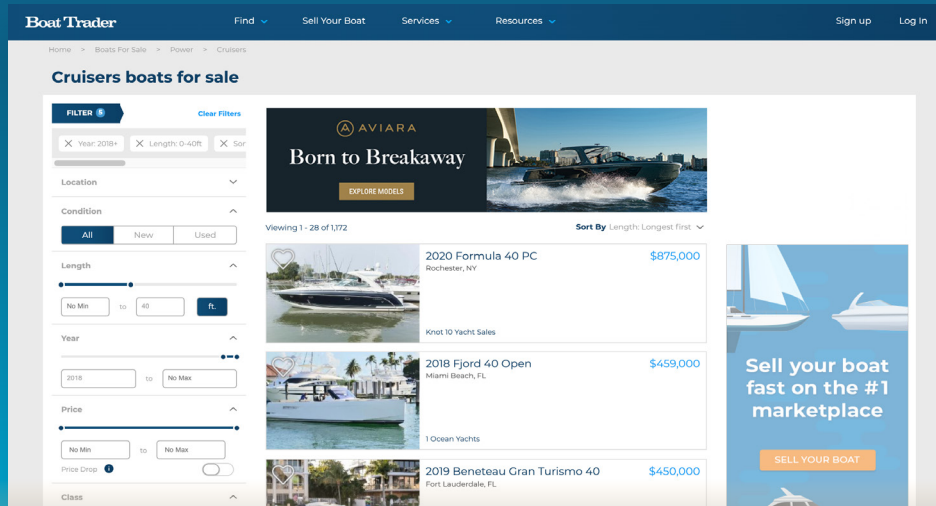 Boat Trader
Find
Sell Your Boat
Services
Resources
Sign up
Log In
Home > Boats For Sale > Power > Cruisers
Cruisers boats for sale
FILTER 5
Clear Filters
Year: 2018+
Length: 0-40ft
Sor
Location
Condition
All
New
Used
Length
No Min
to
40
ft.
Year
2018
to
No Max
Price
No Min
to
No Max
Price Drop
Class
AVIARA
Born to Breakaway
EXPLORE MODELS
Viewing 1 - 28 of 1,172
Sort By Length: Longest first
2020 Formula 40 PC
$875,000
Rochester, NY
Knot 10 Yacht Sales
2018 Fjord 40 Open
$459,000
Miami Beach, FL
1 Ocean Yachts
2019 Beneteau Gran Turismo 40
$450,000
Fort Lauderdale, FL
Sell your boat
fast on the #1
marketplace
SELL YOUR BOAT